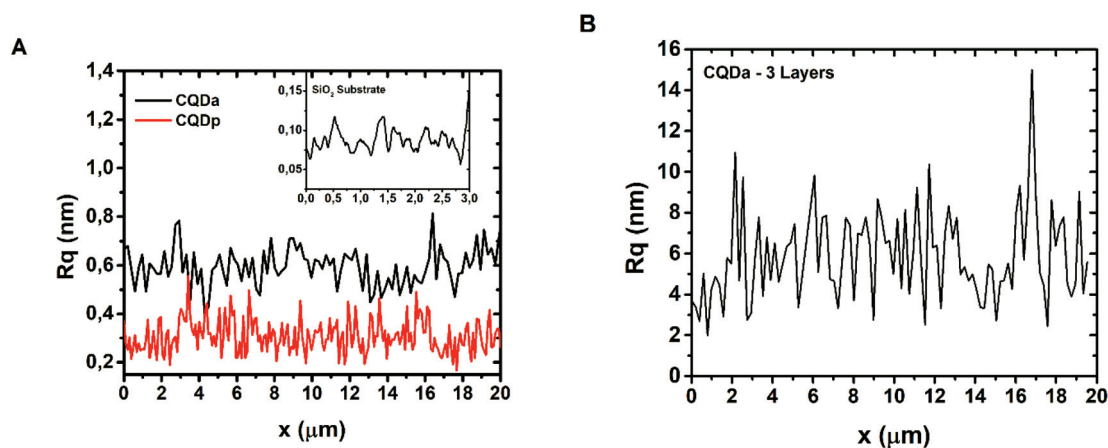 A
1,4
1,2
1,0
0,8
0,6
0,4
0,2
Rq (nm)
CQDa
CQDp
0,15
0,10
0,05
SiO₂ Substrate
0,0 0,5 1,0 1,5 2,0 2,5 3,0
0 2 4 6 8 10 12 14 16 18 20
x (μm)
B
16
14
12
10
8
6
4
2
0
Rq (nm)
CQDa - 3 Layers
0 2 4 6 8 10 12 14 16 18 20
x (μm)